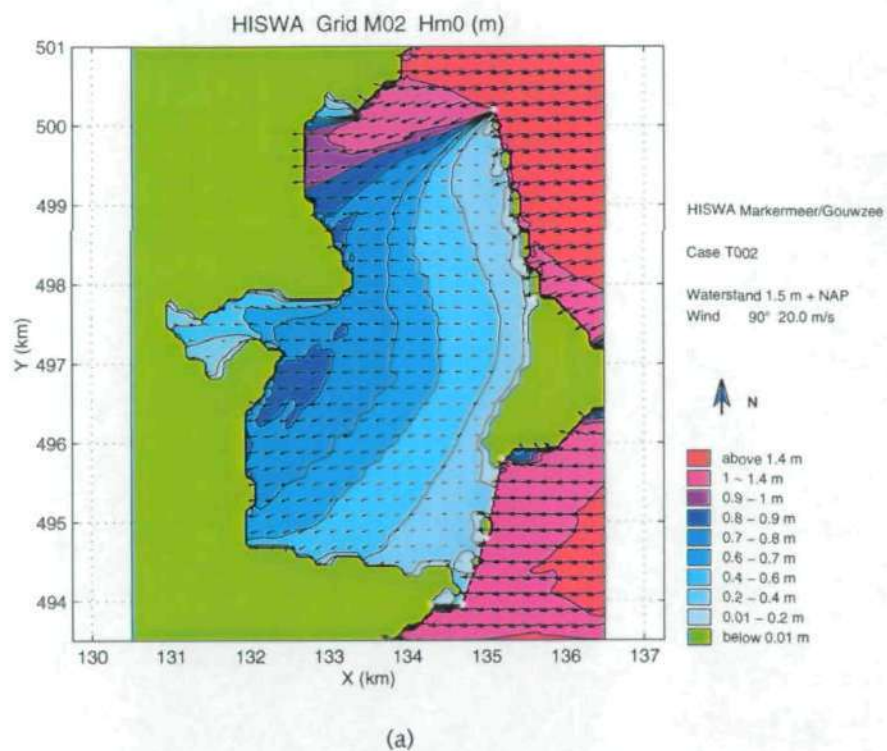 HISWA Grid M02 Hm0 (m)
501
500
499
498
497
496
495
494
Y (km)
130 131 132 133 134 135 136 137
X (km)
HISWA Markermeer/Gouwzee
Case T002
Waterstand 1.5 m + NAP
Wind 90° 20.0 m/s
N
above 1.4 m
1 ~ 1.4 m
0.9 ~ 1 m
0.8 ~ 0.9 m
0.7 ~ 0.8 m
0.6 ~ 0.7 m
0.4 ~ 0.6 m
0.2 ~ 0.4 m
0.01 ~ 0.2 m
below 0.01 m
(a)